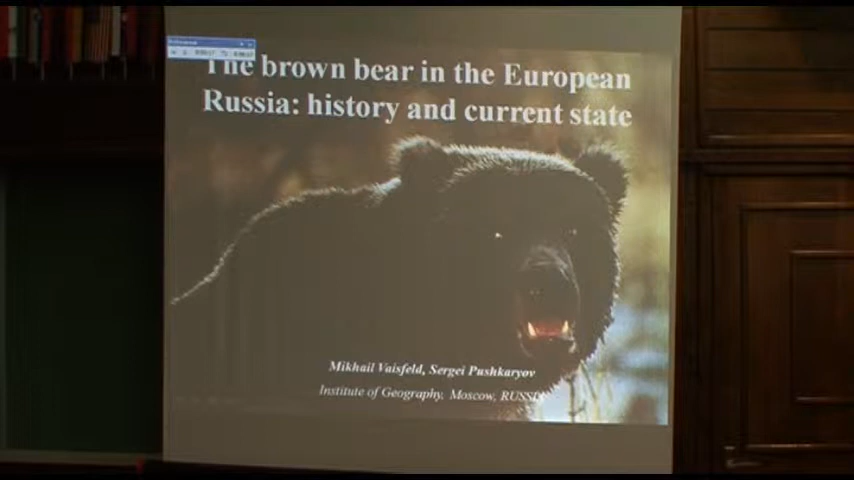 The brown bear in the European
Russia: history and current state
Mikhail Vaisfeld, Sergei Pushkaryov
Institute of Geography, Moscow, RUSSIA